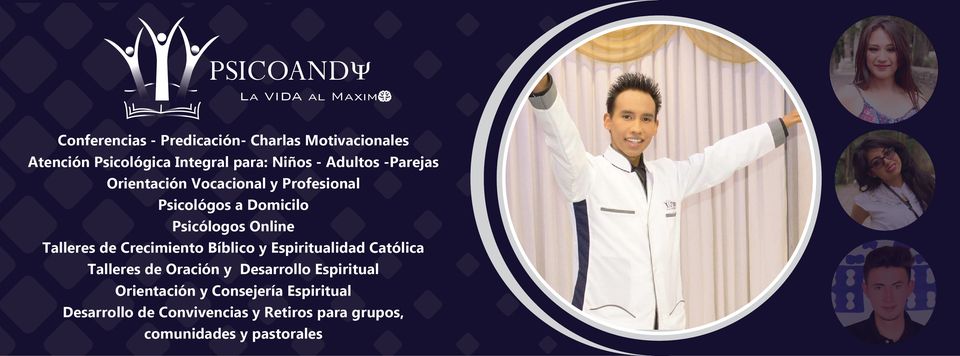 PSICOANDΨ
LA VIDA AL MAXIMO
Conferencias - Predicación- Charlas Motivacionales
Atención Psicológica Integral para: Niños - Adultos -Parejas
Orientación Vocacional y Profesional
Psicológos a Domicilo
Psicólogos Online
Talleres de Crecimiento Bíblico y Espiritualidad Católica
Talleres de Oración y Desarrollo Espiritual
Orientación y Consejería Espiritual
Desarrollo de Convivencias y Retiros para grupos,
comunidades y pastorales